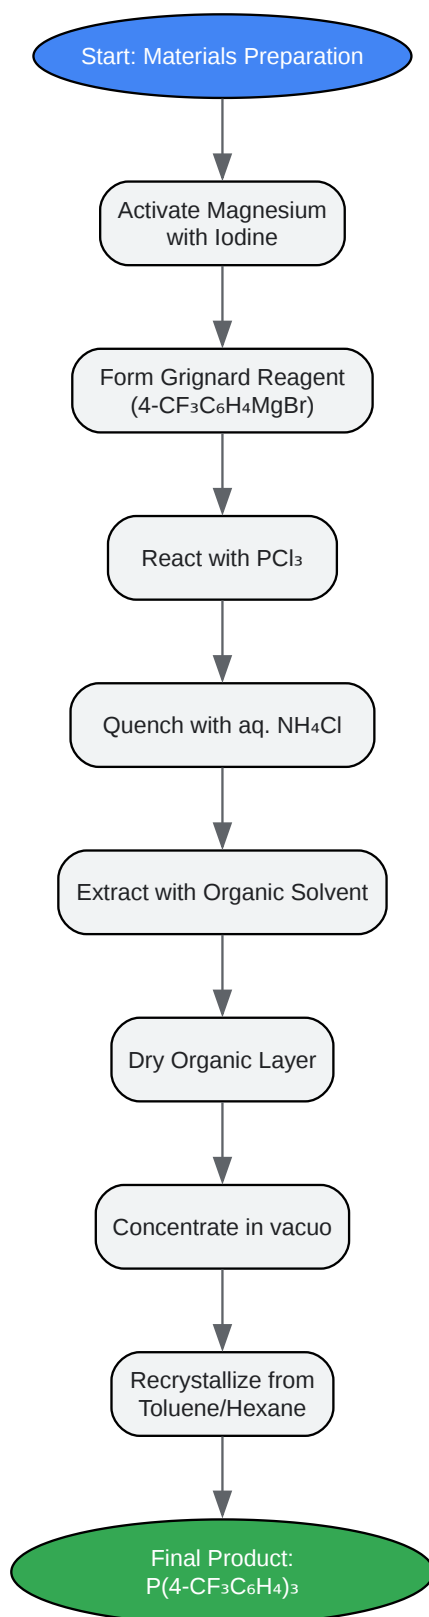 Start: Materials Preparation
Activate Magnesium
with Iodine
Form Grignard Reagent
(4-CF₃C₆H₄MgBr)
React with PCl₃
Quench with aq. NH₄Cl
Extract with Organic Solvent
Dry Organic Layer
Concentrate in vacuo
Recrystallize from
Toluene/Hexane
Final Product:
P(4-CF₃C₆H₄)₃